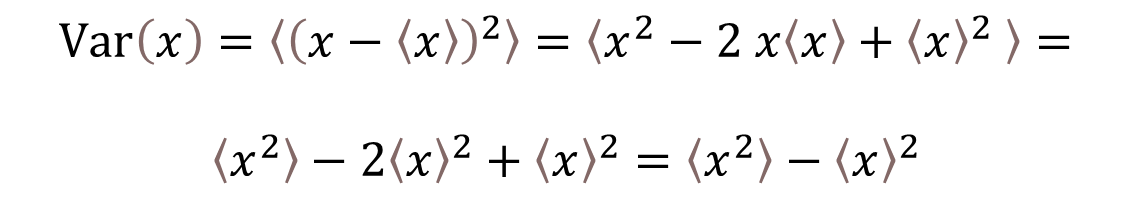 Var(x) = ⟨(x − ⟨x⟩)²⟩ = ⟨x² − 2 x⟨x⟩ + ⟨x⟩² ⟩ =
⟨x²⟩ − 2⟨x⟩² + ⟨x⟩² = ⟨x²⟩ − ⟨x⟩²